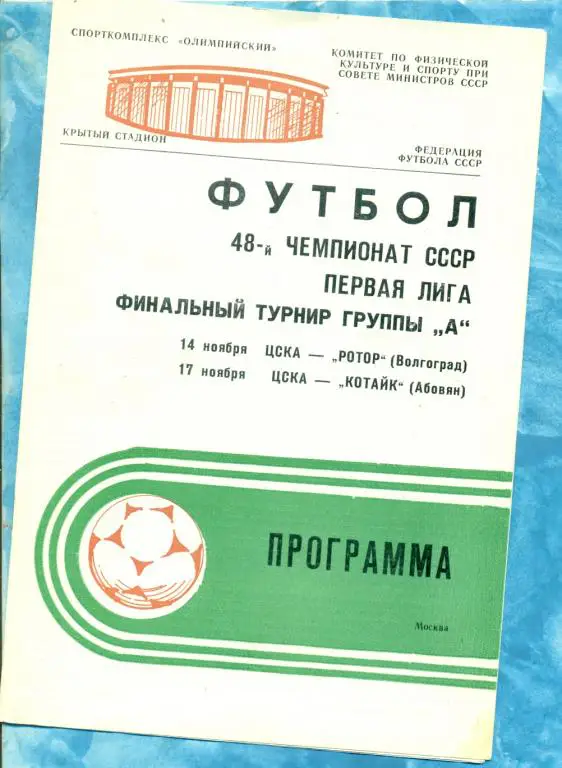 СПОРТКОМПЛЕКС «ОЛИМПИЙСКИЙ»
КРЫТЫЙ СТАДИОН
КОМИТЕТ ПО ФИЗИЧЕСКОЙ
КУЛЬТУРЕ И СПОРТУ ПРИ
СОВЕТЕ МИНИСТРОВ СССР
ФЕДЕРАЦИЯ
ФУТБОЛА СССР
ФУТБОЛ
48-й ЧЕМПИОНАТ СССР
ПЕРВАЯ ЛИГА
ФИНАЛЬНЫЙ ТУРНИР ГРУППЫ „А“
14 ноября ЦСКА — „РОТОР“ (Волгоград)
17 ноября ЦСКА — „КОТАЙК“ (Абовян)
ПРОГРАММА
Москва